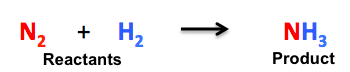 N₂ + H₂ → NH₃
Reactants Product